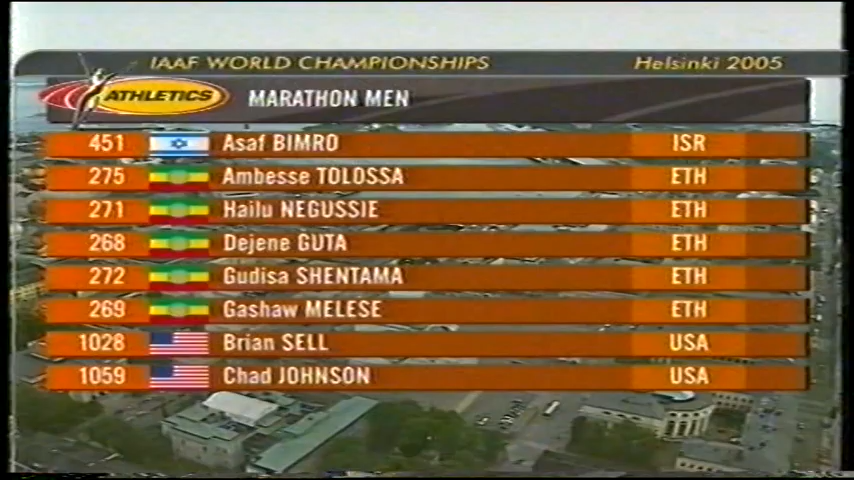 IAAF WORLD CHAMPIONSHIPS Helsinki 2005
ATHLETICS MARATHON MEN
451 Asaf BIMRO ISR
275 Ambesse TOLOSSA ETH
271 Hailu NEGUSSIE ETH
268 Dejene GUTA ETH
272 Gudisa SHENTAMA ETH
269 Gashaw MELESE ETH
1028 Brian SELL USA
1059 Chad JOHNSON USA